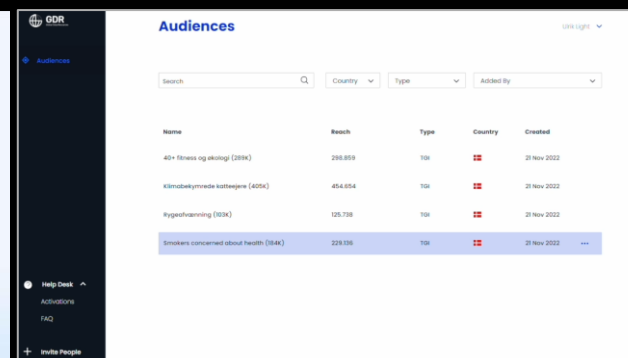 GDR
Audiences
Audiences
Link Light
Search
Country
Type
Added By
Name Reach Type Country Created
40+ fitness og økologi (289K) 298.859 TGI 21 Nov 2022
Klimabekymrede katteejere (405K) 454.654 TGI 21 Nov 2022
Rygeafvænning (103K) 125.738 TGI 21 Nov 2022
Smokers concerned about health (184K) 229.136 TGI 21 Nov 2022 ...
Help Desk
Activations
FAQ
Invite People